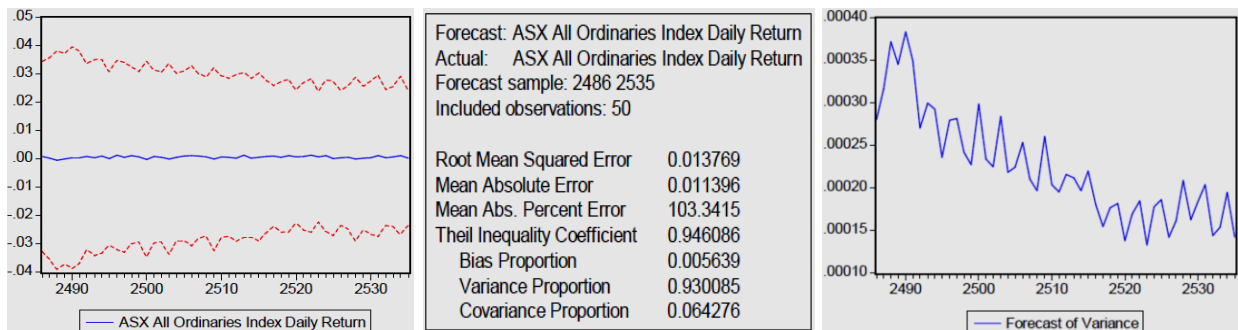 .05
.04
.03
.02
.01
.00
-.01
-.02
-.03
-.04
2490 2500 2510 2520 2530
ASX All Ordinaries Index Daily Return
Forecast: ASX All Ordinaries Index Daily Return
Actual: ASX All Ordinaries Index Daily Return
Forecast sample: 2486 2535
Included observations: 50
Root Mean Squared Error 0.013769
Mean Absolute Error 0.011396
Mean Abs. Percent Error 103.3415
Theil Inequality Coefficient 0.946086
Bias Proportion 0.005639
Variance Proportion 0.930085
Covariance Proportion 0.064276
.00040
.00035
.00030
.00025
.00020
.00015
.00010
2490 2500 2510 2520 2530
Forecast of Variance